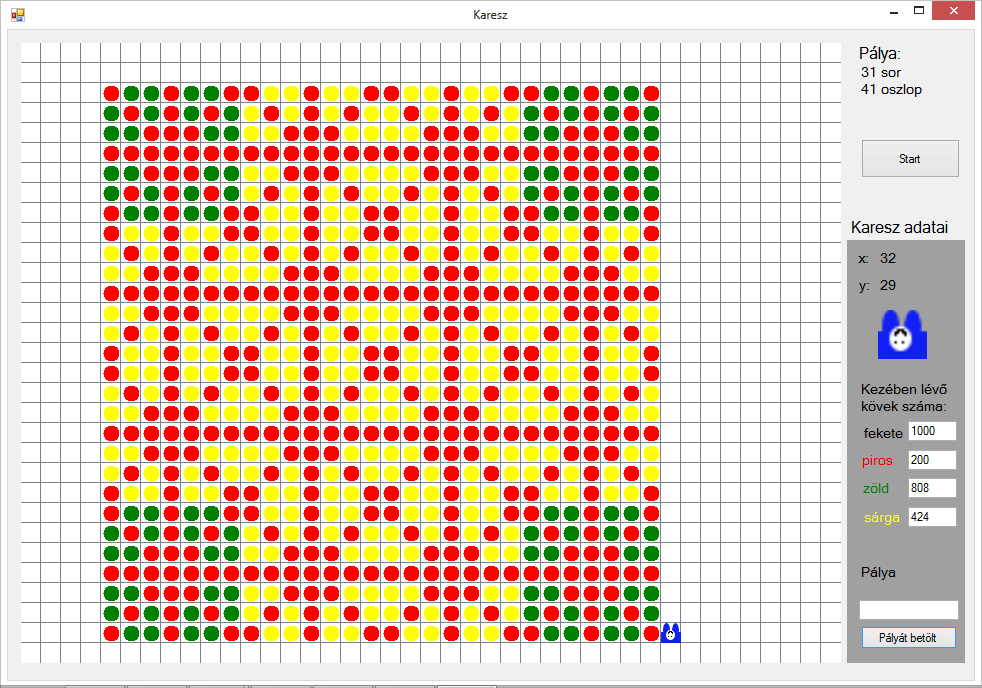 Karesz
Pálya:
31 sor
41 oszlop
Start
Karesz adatai
x: 32
y: 29
Kezében lévő
kövek száma:
fekete 1000
piros 200
zöld 808
sárga 424
Pálya
Pályát betölt